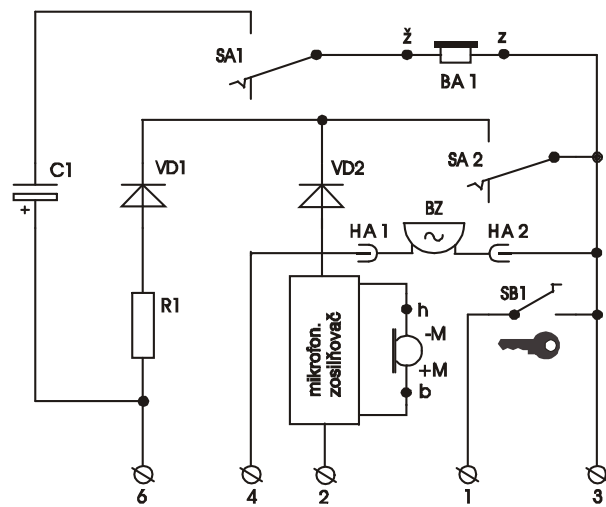 SA1
ž
z
BA 1
C1
+
VD1
VD2
SA 2
BZ
HA 1
HA 2
SB1
R1
mikrofon.
zosilňovač
h
-M
+M
b
6
4
2
1
3